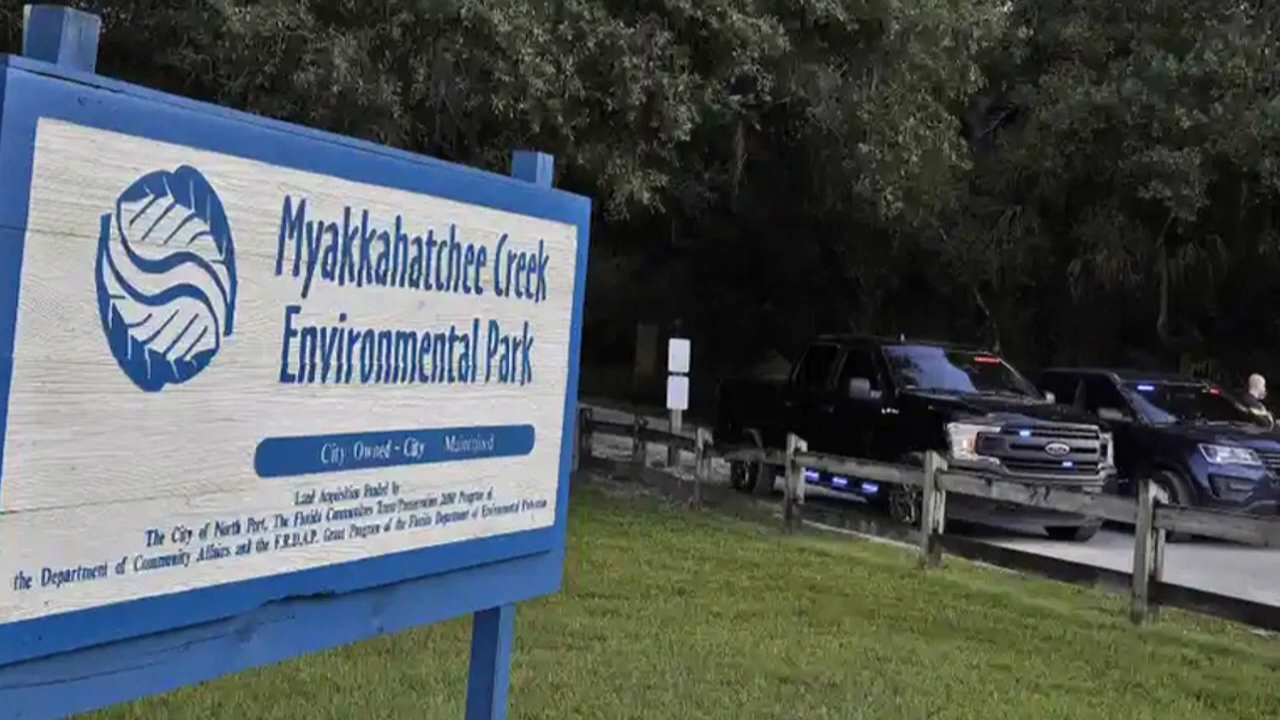 Myakkahatchee Creek
Environmental Park
City Owned - City Maintained
Land Acquisition Funded by
The City of North Port, The Florida Communities Trust/Preservation 2000 Program of
the Department of Community Affairs and the F.R.D.A.P. Grant Program of the Florida Department of Environmental Protection
Ford